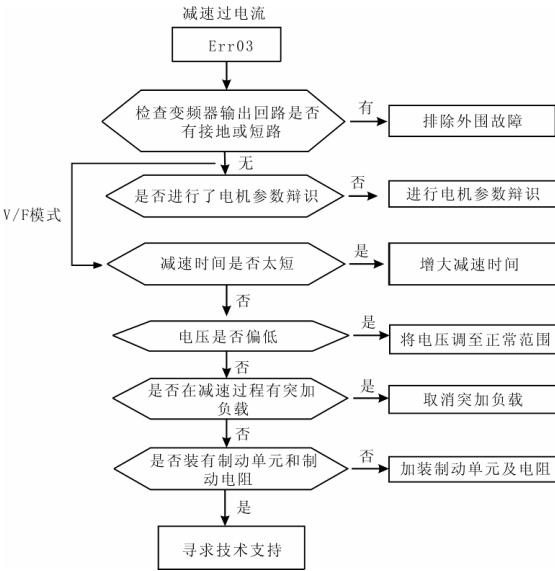 减速过电流
Err03
检查变频器输出回路是否
有接地或短路
有
排除外围故障
无
是否进行了电机参数辩识
否
进行电机参数辩识
V/F模式
减速时间是否太短
是
增大减速时间
否
电压是否偏低
是
将电压调至正常范围
否
是否在减速过程有突加
负载
是
取消突加负载
否
是否装有制动单元和制
动电阻
否
加装制动单元及电阻
是
寻求技术支持